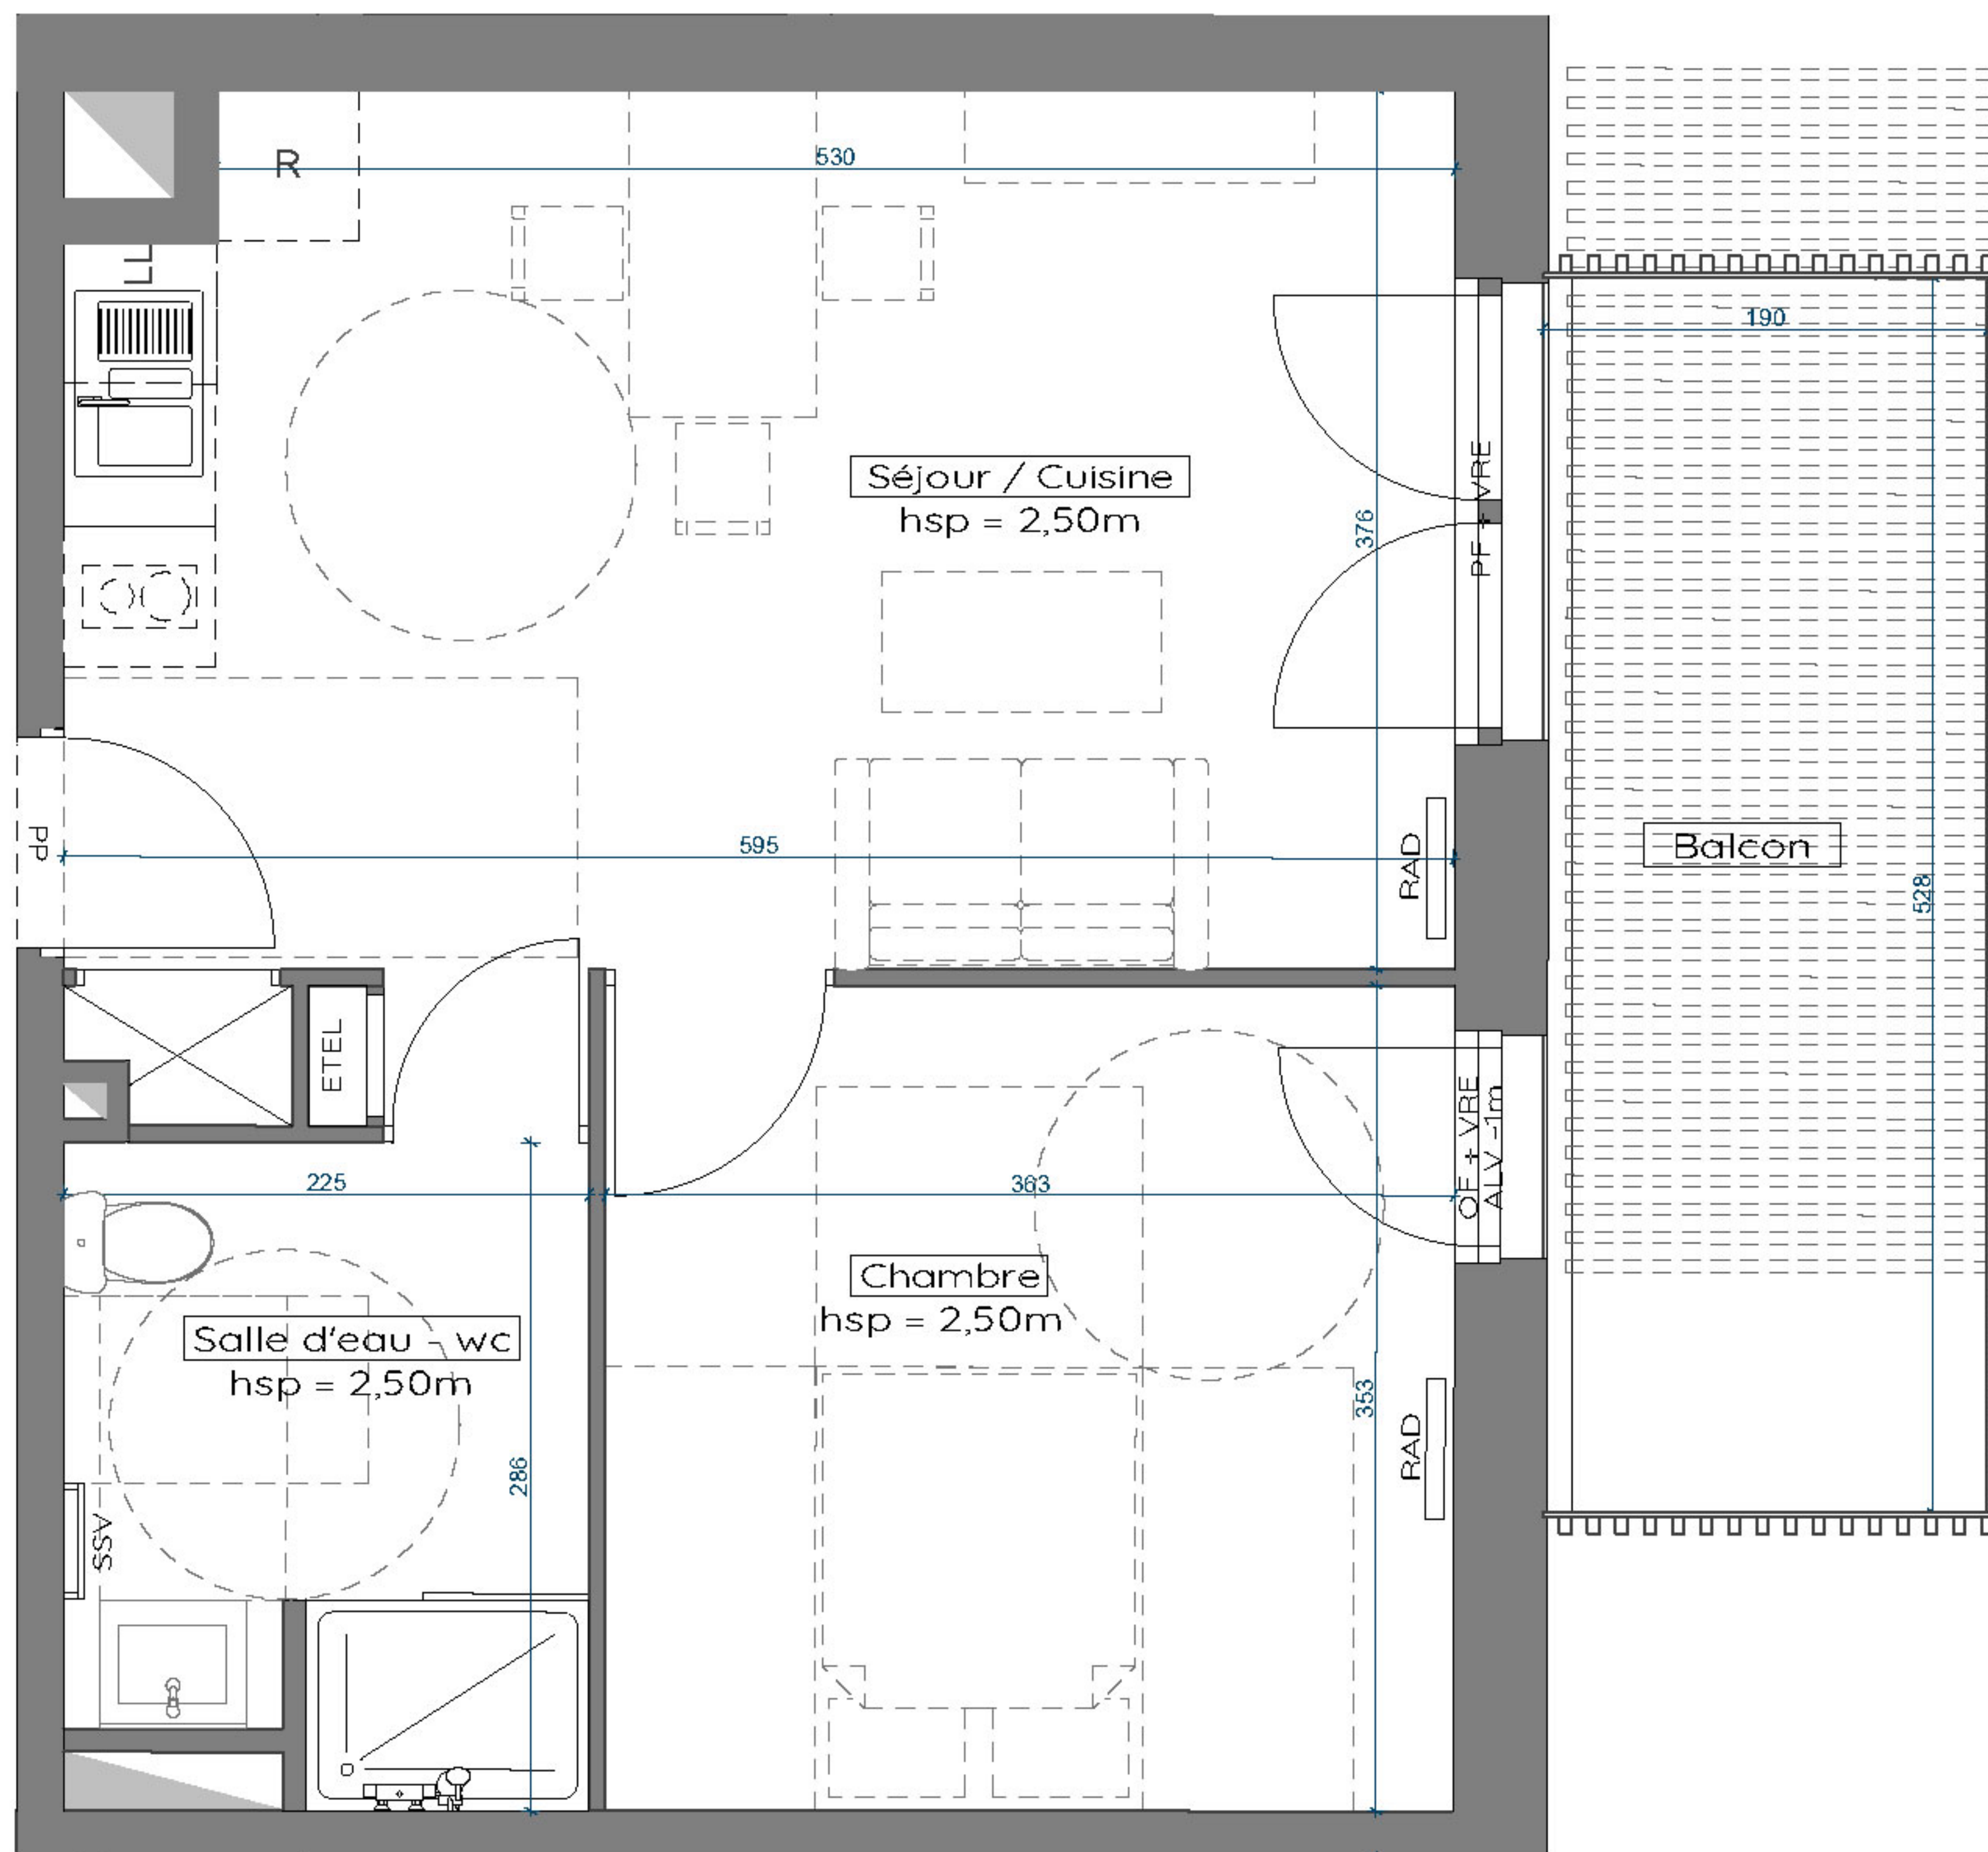 R
530
LL
190
Séjour / Cuisine
hsp = 2,50m
PF + VRE
376
PP
595
RAD
Balcon
528
ETEL
OF + VRE
ALV -1m
225
363
Chambre
hsp = 2,50m
Salle d'eau - wc
hsp = 2,50m
353
RAD
286
SSV